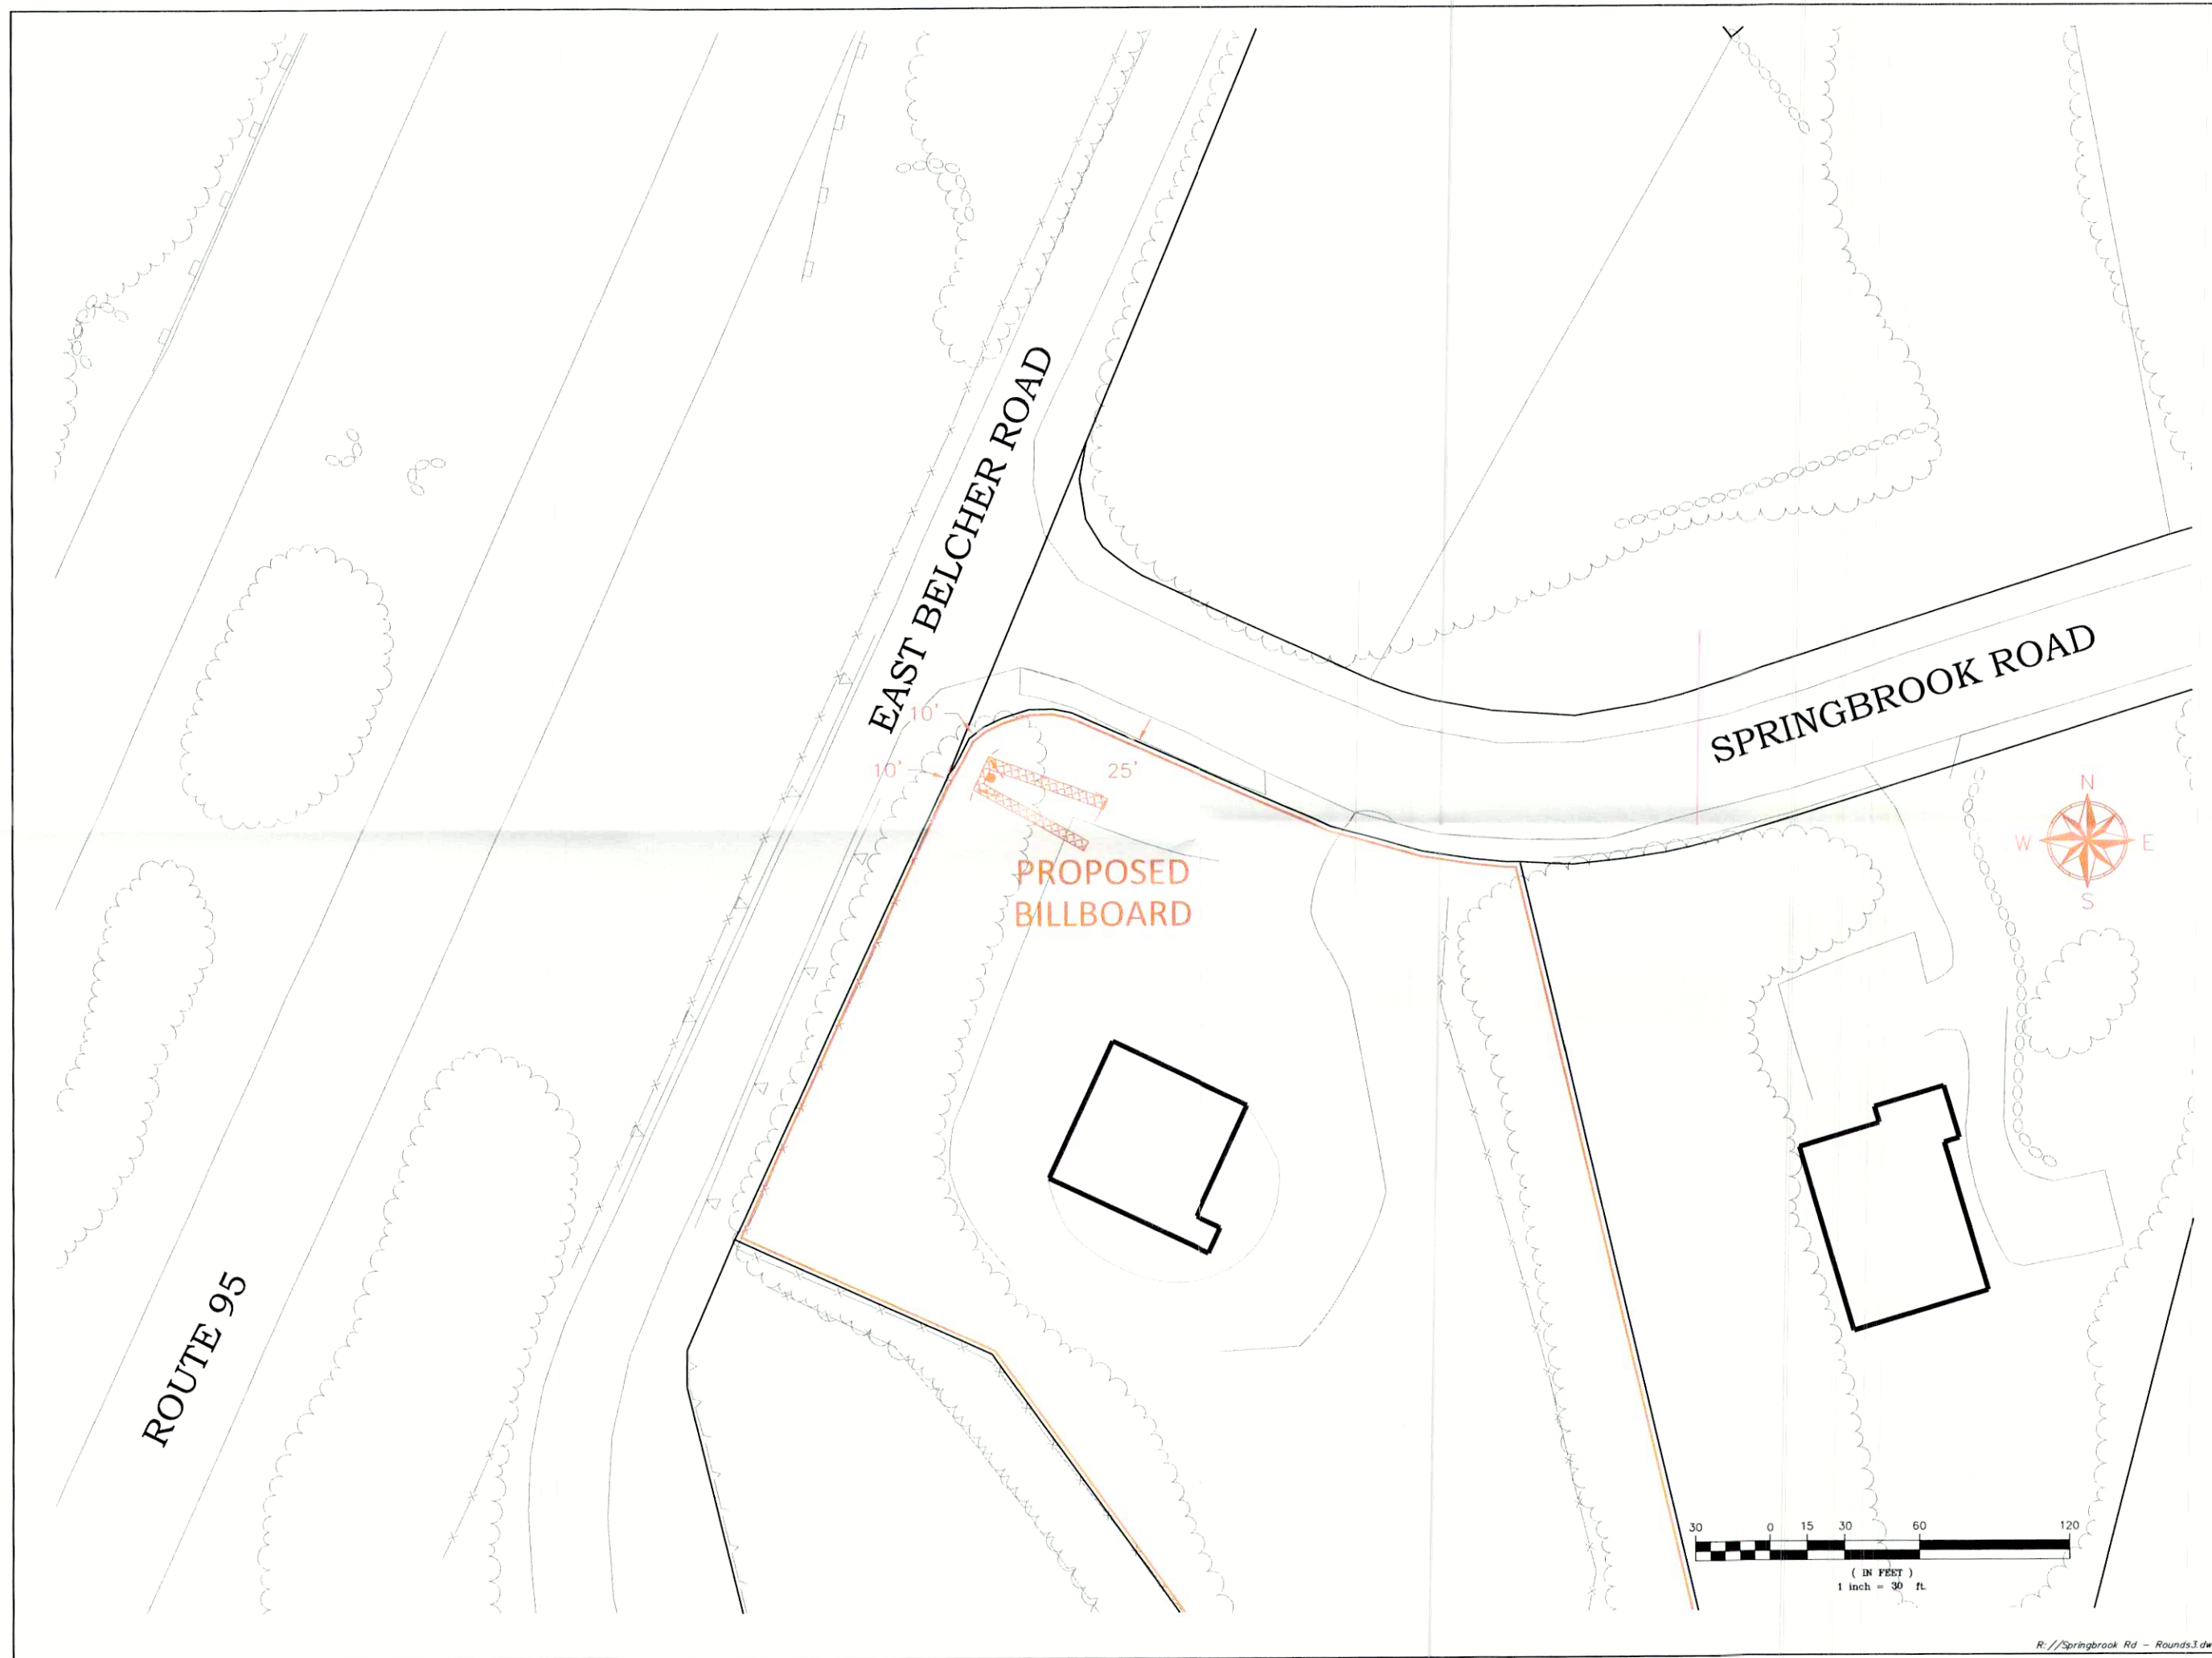 EAST BELCHER ROAD
SPRINGBROOK ROAD
10'
10'
25'
PROPOSED
BILLBOARD
N
W E
S
ROUTE 95
30 0 15 30 60 120
( IN FEET )
1 inch = 30 ft.
R://Springbrook Rd - Rounds3.dw